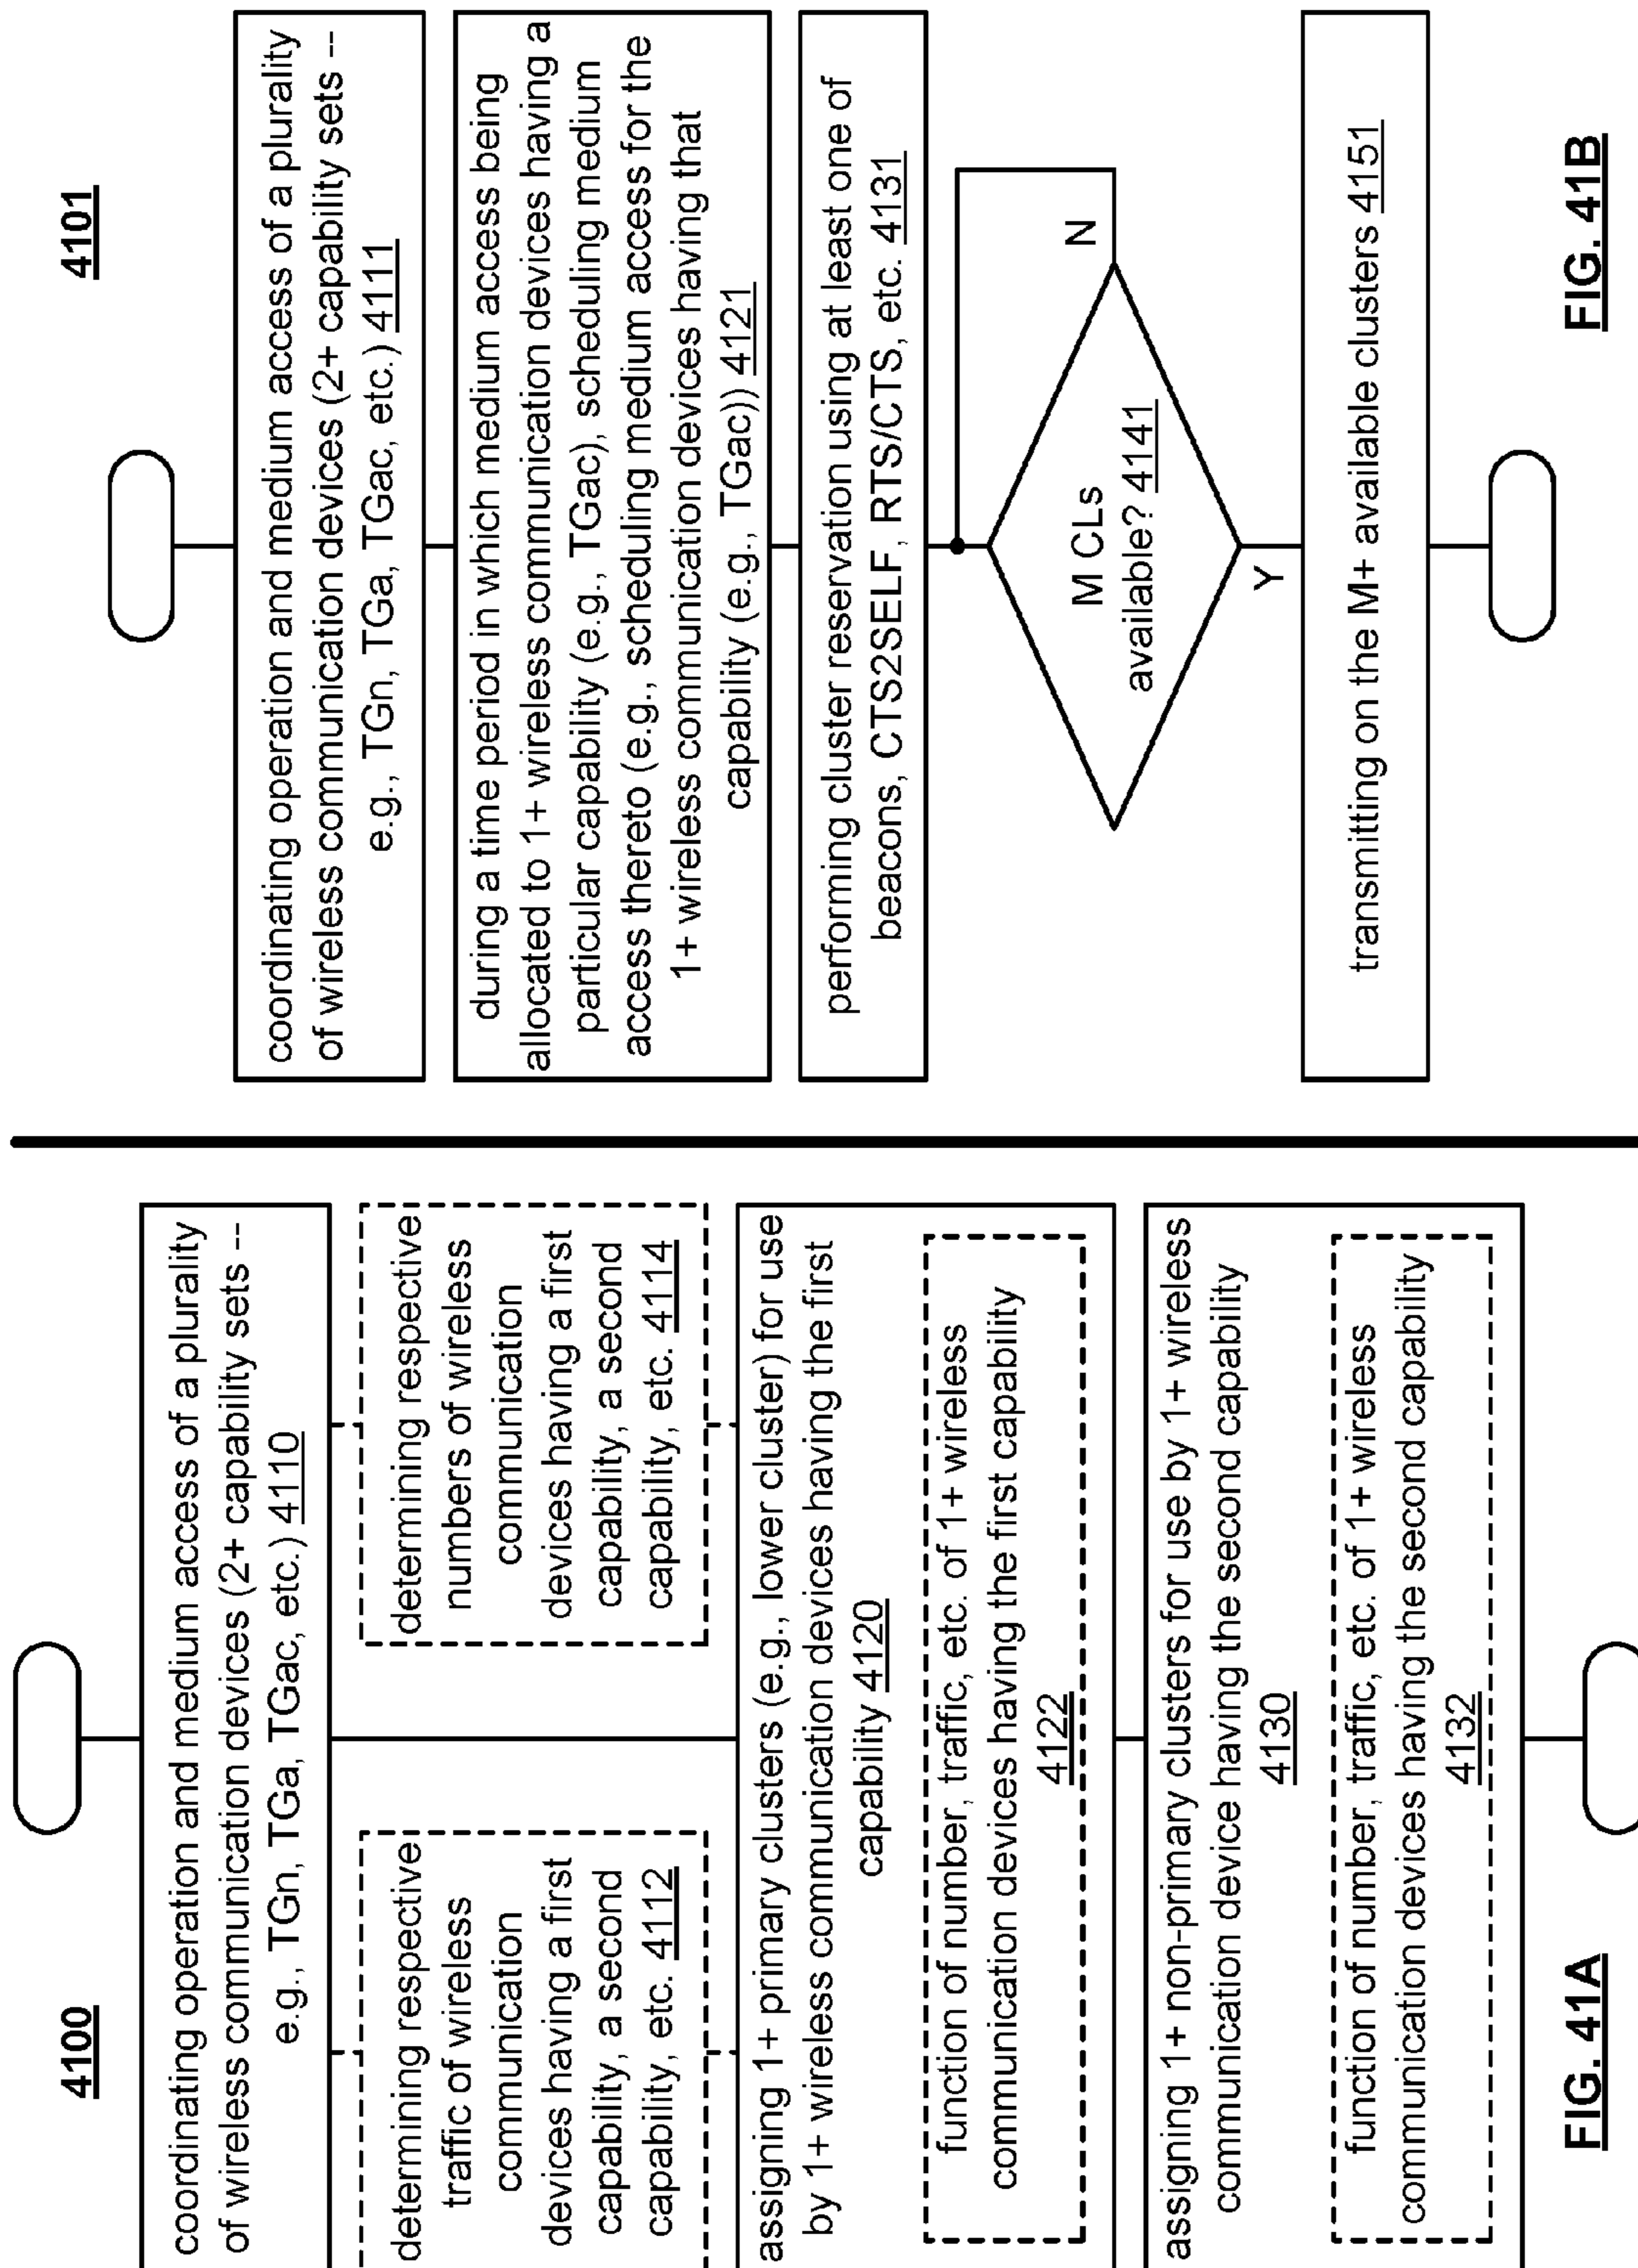 4100
coordinating operation and medium access of a plurality
of wireless communication devices (2+ capability sets --
e.g., TGn, TGa, TGac, etc.) 4110
determining respective
traffic of wireless
communication
devices having a first
capability, a second
capability, etc. 4112
determining respective
numbers of wireless
communication
devices having a first
capability, a second
capability, etc. 4114
assigning 1+ primary clusters (e.g., lower cluster) for use
by 1+ wireless communication devices having the first
capability 4120
function of number, traffic, etc. of 1+ wireless
communication devices having the first capability
4122
assigning 1+ non-primary clusters for use by 1+ wireless
communication device having the second capability
4130
function of number, traffic, etc. of 1+ wireless
communication devices having the second capability
4132
FIG. 41A
4101
coordinating operation and medium access of a plurality
of wireless communication devices (2+ capability sets --
e.g., TGn, TGa, TGac, etc.) 4111
during a time period in which medium access being
allocated to 1+ wireless communication devices having a
particular capability (e.g., TGac), scheduling medium
access thereto (e.g., scheduling medium access for the
1+ wireless communication devices having that
capability (e.g., TGac)) 4121
performing cluster reservation using at least one of
beacons, CTS2SELF, RTS/CTS, etc. 4131
M CLs
available? 4141
N
Y
transmitting on the M+ available clusters 4151
FIG. 41B